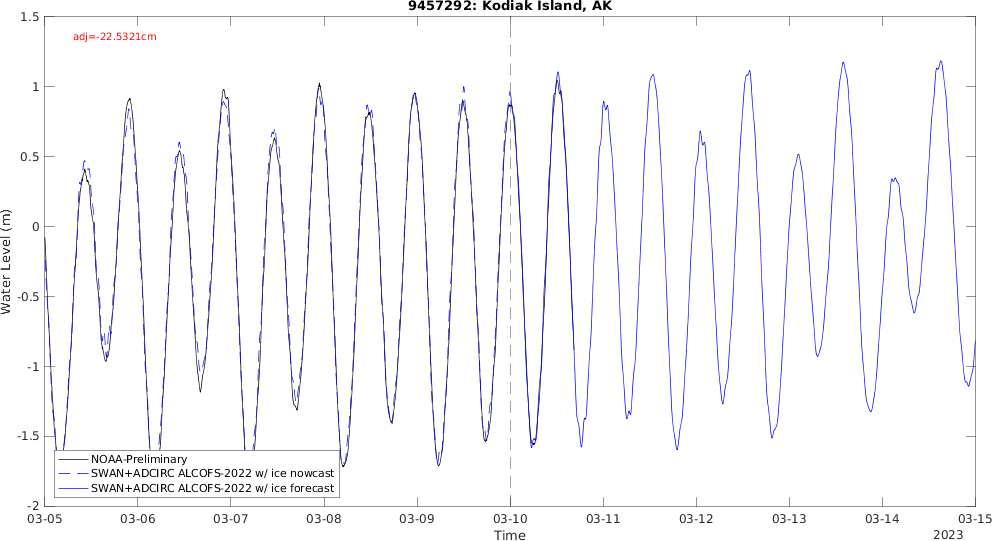 9457292: Kodiak Island, AK
adj=-22.5321cm
1.5
1
0.5
0
-0.5
-1
-1.5
-2
Water Level (m)
NOAA-Preliminary
SWAN+ADCIRC ALCOFS-2022 w/ ice nowcast
SWAN+ADCIRC ALCOFS-2022 w/ ice forecast
03-05 03-06 03-07 03-08 03-09 03-10 03-11 03-12 03-13 03-14 03-15
Time
2023